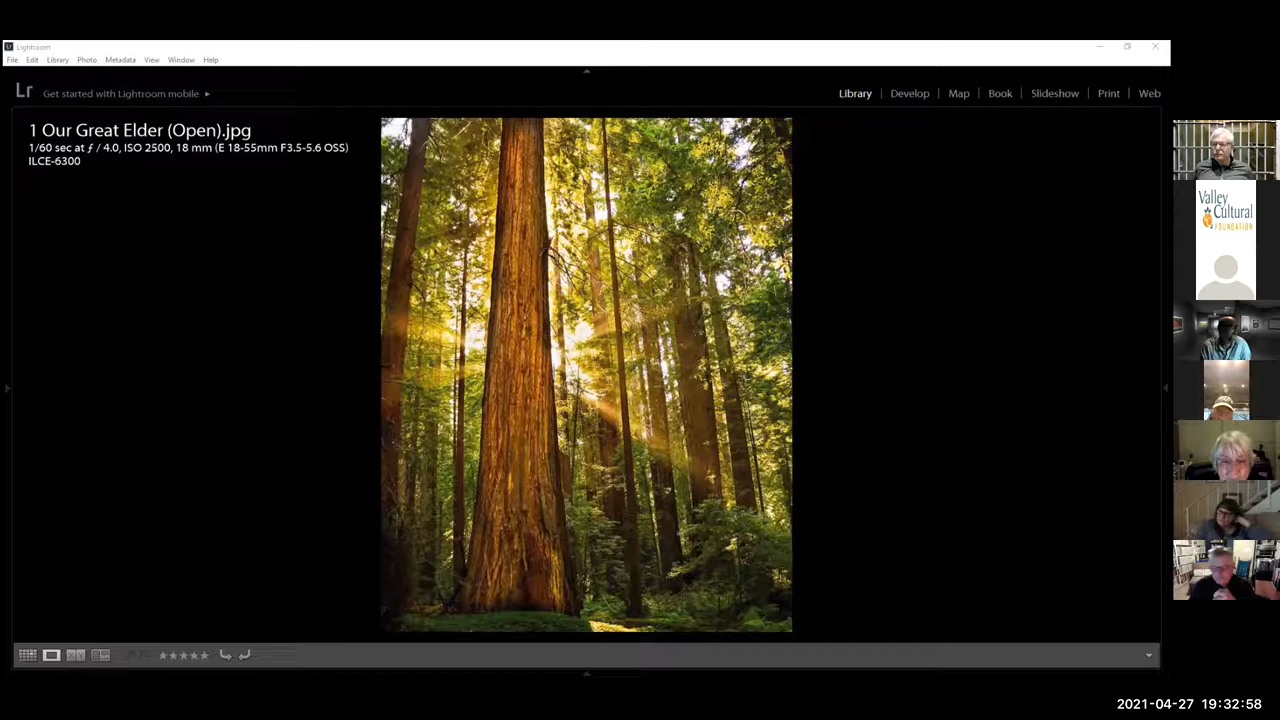 Lightroom
File Edit Library Photo Metadata View Window Help
Lr Get started with Lightroom mobile
Library Develop Map Book Slideshow Print Web
1 Our Great Elder (Open).jpg
1/60 sec at ƒ / 4.0, ISO 2500, 18 mm (E 18-55mm F3.5-5.6 OSS)
ILCE-6300
Valley
Cultural
FOUNDATION
2021-04-27 19:32:58